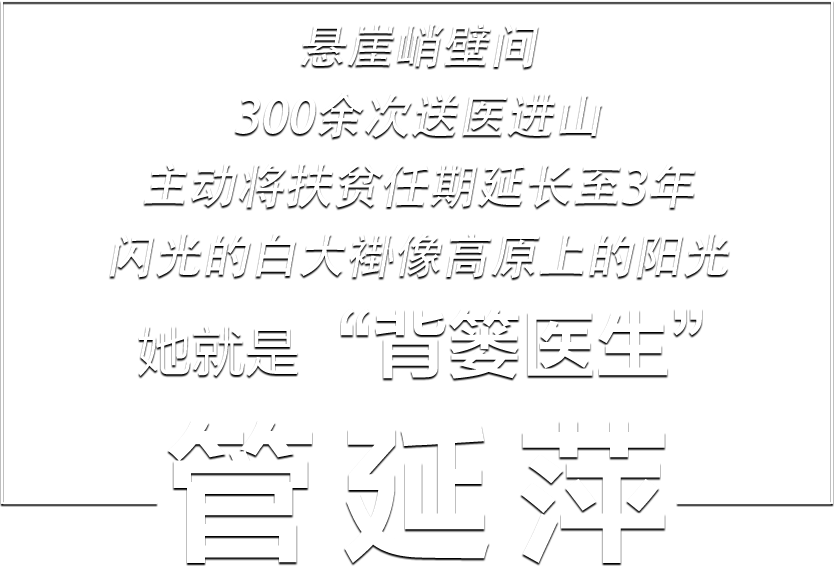 悬崖峭壁间
300余次送医进山
主动将扶贫任期延长至3年
闪光的白大褂像高原上的阳光
她就是 “背篓医生”
管延萍